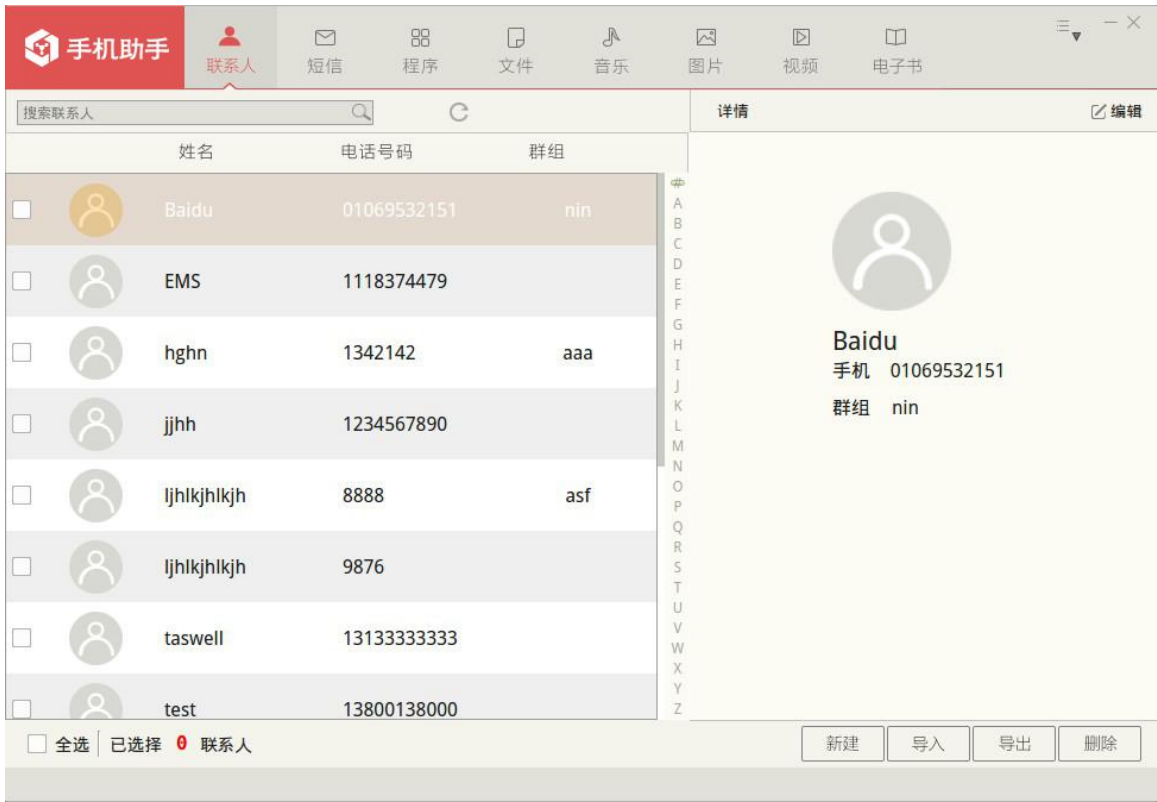 手机助手
联系人 短信 程序 文件 音乐 图片 视频 电子书
搜索联系人
详情 编辑
姓名 电话号码 群组
Baidu 01069532151 nin
EMS 1118374479
hghn 1342142 aaa
jjhh 1234567890
ljhlkjhlkjh 8888 asf
ljhlkjhlkjh 9876
taswell 13133333333
test 13800138000
#
A
B
C
D
E
F
G
H
I
J
K
L
M
N
O
P
Q
R
S
T
U
V
W
X
Y
Z
Baidu
手机 01069532151
群组 nin
全选 已选择 0 联系人
新建 导入 导出 删除